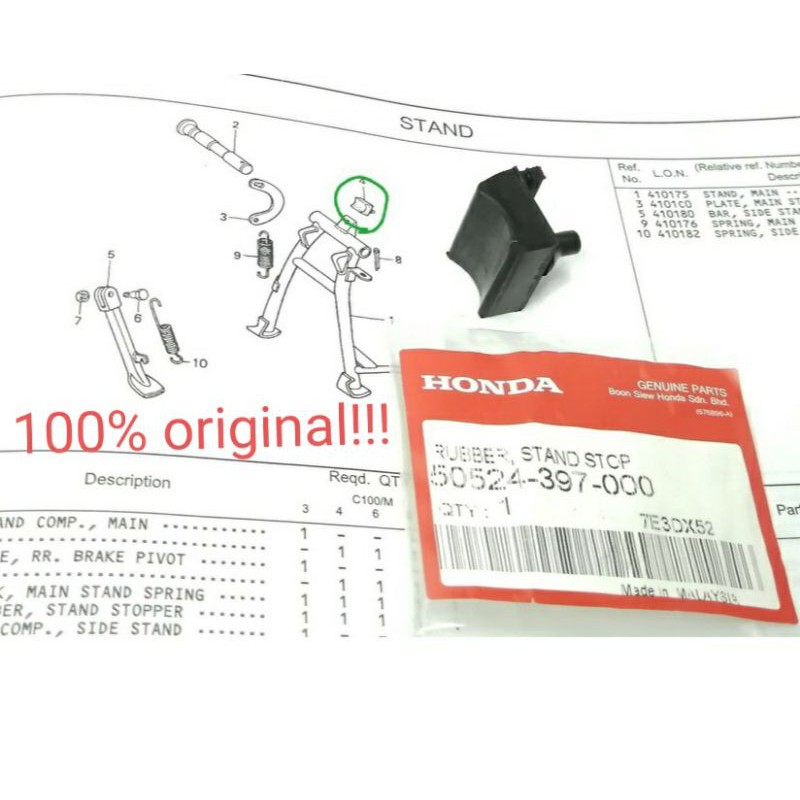 STAND
Ref. No.
L.O.N.
(Relative ref. Numbe
Descri
1 410175 STAND, MAIN --
3 4101C0 PLATE, MAIN ST
5 410180 BAR, SIDE STAN
9 410176 SPRING, MAIN
10 410182 SPRING, SIDE
2
4
3
9
8
5
7
6
10
1
100% original!!!
HONDA
GENUINE PARTS
Boon Siew Honda Sdn. Bhd.
(676896-A)
RUBBER, STAND STOP
50524-397-000
QTY: 1
7E3DX52
Made in MALAYSIA
Description
Reqd. QT
C100/M
3 4 6
AND COMP., MAIN
1 - -
- 1 1
E, RR. BRAKE PIVOT
1 - -
- 1 1
K, MAIN STAND SPRING
1 1 1
BER, STAND STOPPER
1 1 1
COMP., SIDE STAND
1 - -
Part